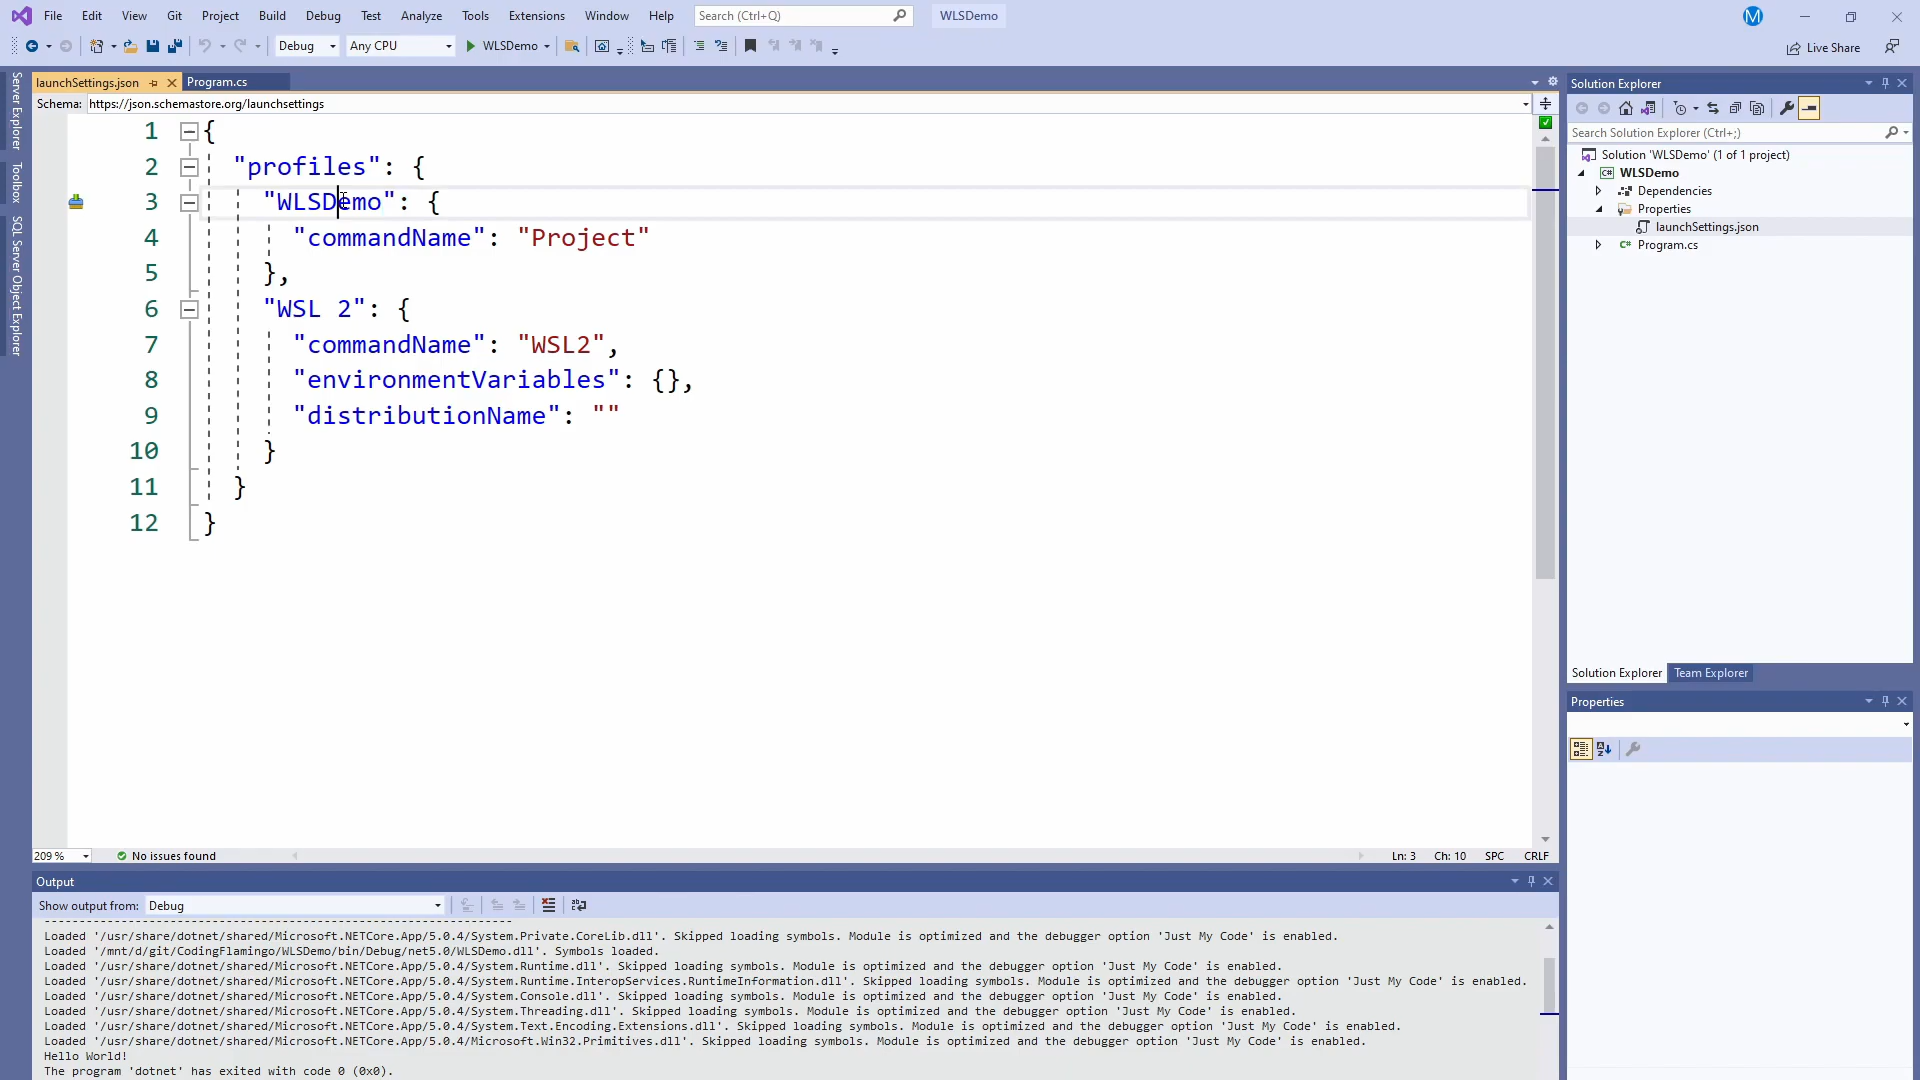 File Edit View Git Project Build Debug Test Analyze Tools Extensions Window Help Search (Ctrl+Q) WLSDemo M
Debug Any CPU WLSDemo Live Share
launchSettings.json Program.cs
Schema: https://json.schemastore.org/launchsettings
Server Explorer
Toolbox
SQL Server Object Explorer
1 {
2 "profiles": {
3 "WLSDemo": {
4 "commandName": "Project"
5 },
6 "WSL 2": {
7 "commandName": "WSL2",
8 "environmentVariables": {},
9 "distributionName": ""
10 }
11 }
12 }
209 % No issues found Ln: 3 Ch: 10 SPC CRLF
Solution Explorer
Search Solution Explorer (Ctrl+;)
Solution 'WLSDemo' (1 of 1 project)
C# WLSDemo
Dependencies
Properties
launchSettings.json
C# Program.cs
Solution Explorer Team Explorer
Properties
Output
Show output from: Debug
Loaded '/usr/share/dotnet/shared/Microsoft.NETCore.App/5.0.4/System.Private.CoreLib.dll'. Skipped loading symbols. Module is optimized and the debugger option 'Just My Code' is enabled.
Loaded '/mnt/d/git/CodingFlamingo/WLSDemo/bin/Debug/net5.0/WLSDemo.dll'. Symbols loaded.
Loaded '/usr/share/dotnet/shared/Microsoft.NETCore.App/5.0.4/System.Runtime.dll'. Skipped loading symbols. Module is optimized and the debugger option 'Just My Code' is enabled.
Loaded '/usr/share/dotnet/shared/Microsoft.NETCore.App/5.0.4/System.Runtime.InteropServices.RuntimeInformation.dll'. Skipped loading symbols. Module is optimized and the debugger option 'Just My Code' is enabled.
Loaded '/usr/share/dotnet/shared/Microsoft.NETCore.App/5.0.4/System.Console.dll'. Skipped loading symbols. Module is optimized and the debugger option 'Just My Code' is enabled.
Loaded '/usr/share/dotnet/shared/Microsoft.NETCore.App/5.0.4/System.Threading.dll'. Skipped loading symbols. Module is optimized and the debugger option 'Just My Code' is enabled.
Loaded '/usr/share/dotnet/shared/Microsoft.NETCore.App/5.0.4/System.Text.Encoding.Extensions.dll'. Skipped loading symbols. Module is optimized and the debugger option 'Just My Code' is enabled.
Loaded '/usr/share/dotnet/shared/Microsoft.NETCore.App/5.0.4/Microsoft.Win32.Primitives.dll'. Skipped loading symbols. Module is optimized and the debugger option 'Just My Code' is enabled.
Hello World!
The program 'dotnet' has exited with code 0 (0x0).